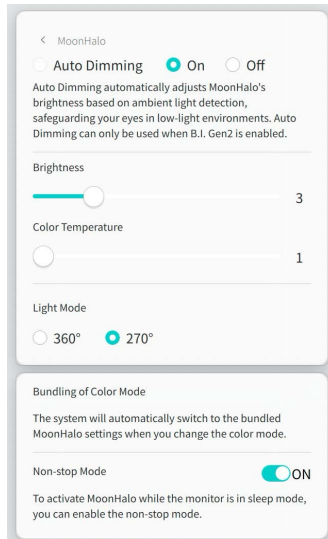 < MoonHalo
Auto Dimming On Off
Auto Dimming automatically adjusts MoonHalo's
brightness based on ambient light detection,
safeguarding your eyes in low-light environments. Auto
Dimming can only be used when B.I. Gen2 is enabled.
Brightness
3
Color Temperature
1
Light Mode
360° 270°
Bundling of Color Mode
The system will automatically switch to the bundled
MoonHalo settings when you change the color mode.
Non-stop Mode ON
To activate MoonHalo while the monitor is in sleep mode,
you can enable the non-stop mode.